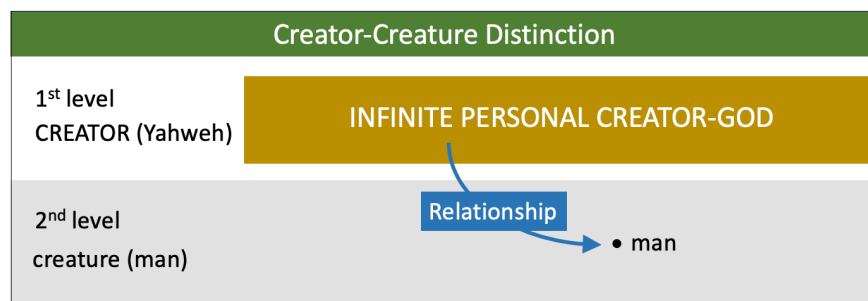 Creator-Creature Distinction
1st level
CREATOR (Yahweh)
INFINITE PERSONAL CREATOR-GOD
Relationship
2nd level
creature (man)
• man